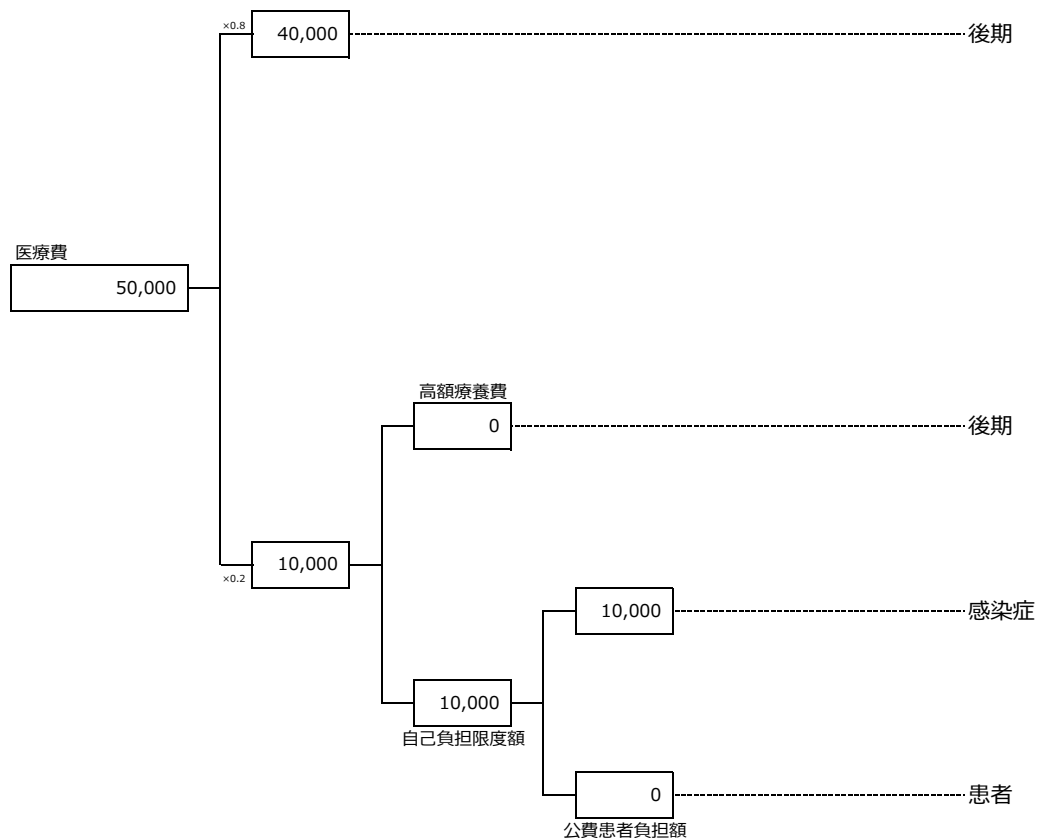 ×0.8
40,000
後期
医療費
50,000
高額療養費
0
後期
×0.2
10,000
10,000
感染症
10,000
自己負担限度額
0
患者
公費患者負担額